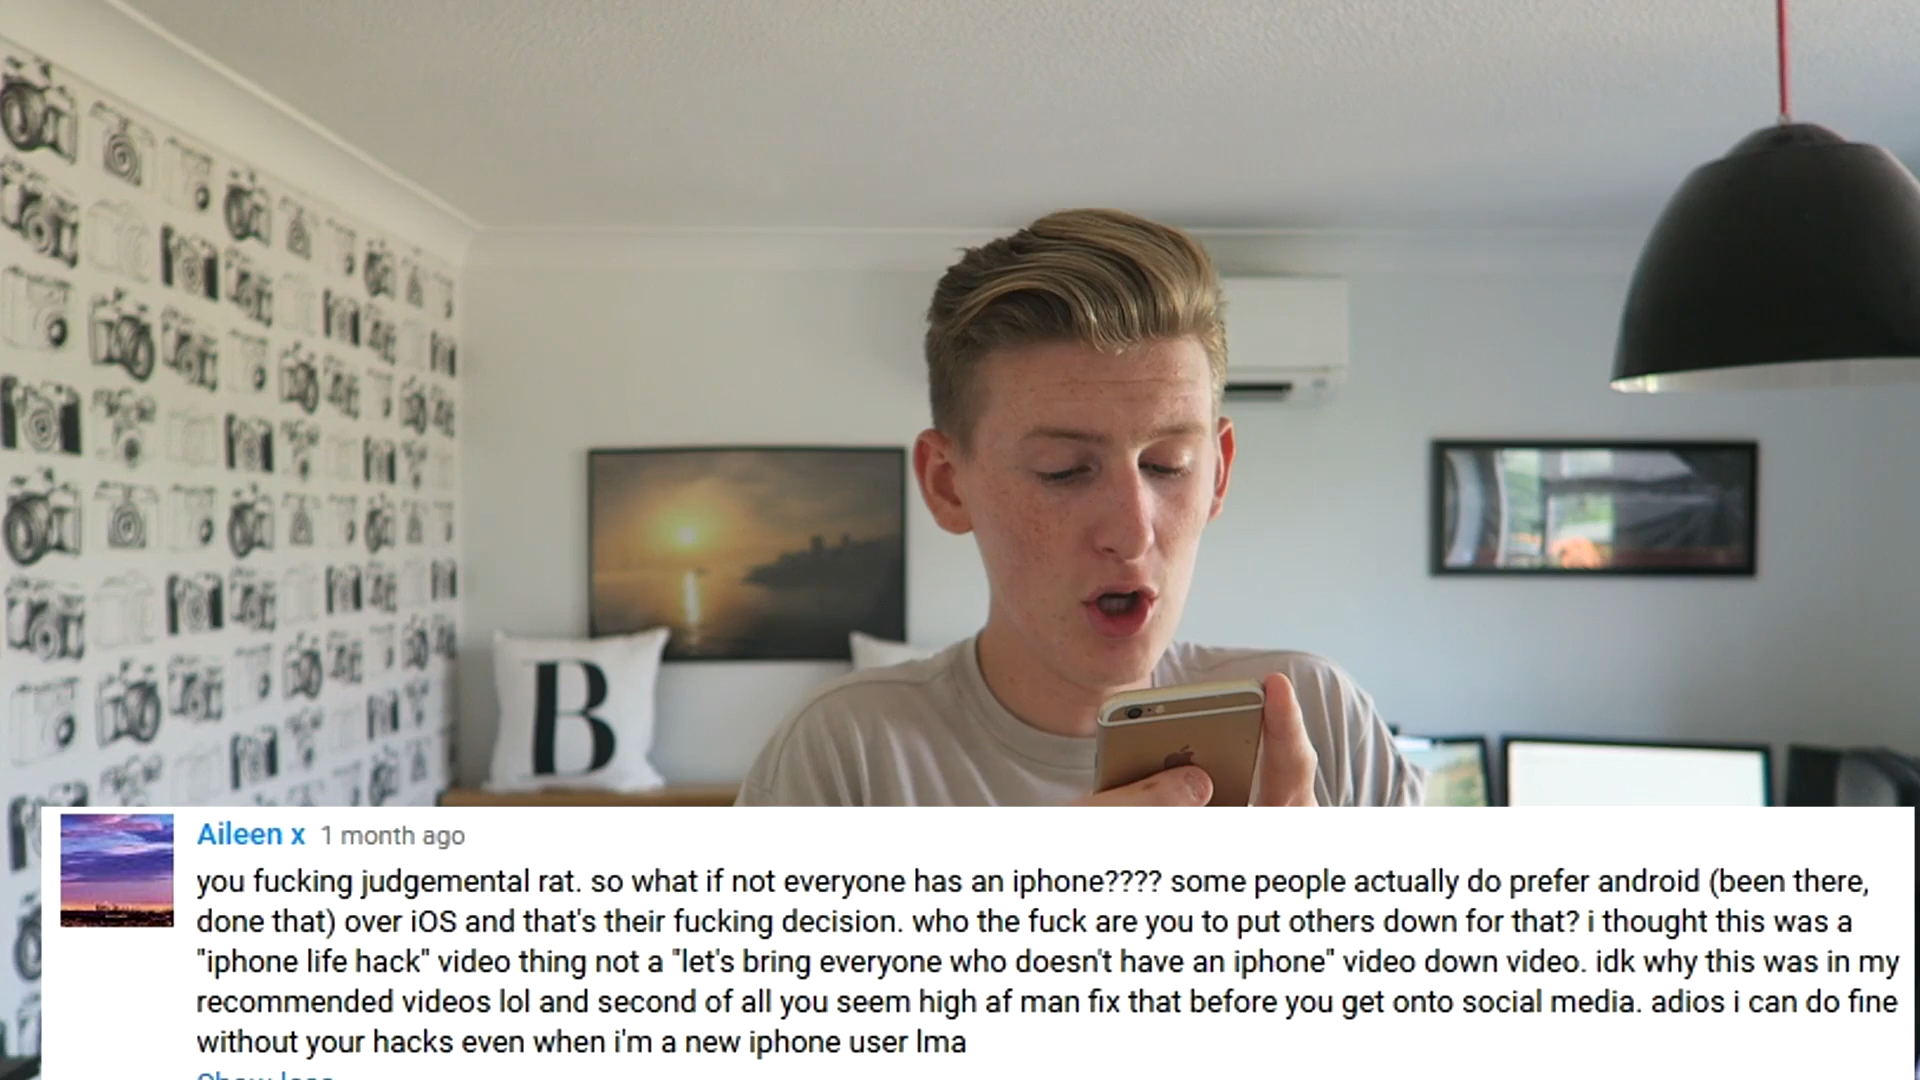 B
Aileen x 1 month ago
you fucking judgemental rat. so what if not everyone has an iphone???? some people actually do prefer android (been there,
done that) over iOS and that's their fucking decision. who the fuck are you to put others down for that? i thought this was a
"iphone life hack" video thing not a "let's bring everyone who doesn't have an iphone" video down video. idk why this was in my
recommended videos lol and second of all you seem high af man fix that before you get onto social media. adios i can do fine
without your hacks even when i'm a new iphone user lma
Show less